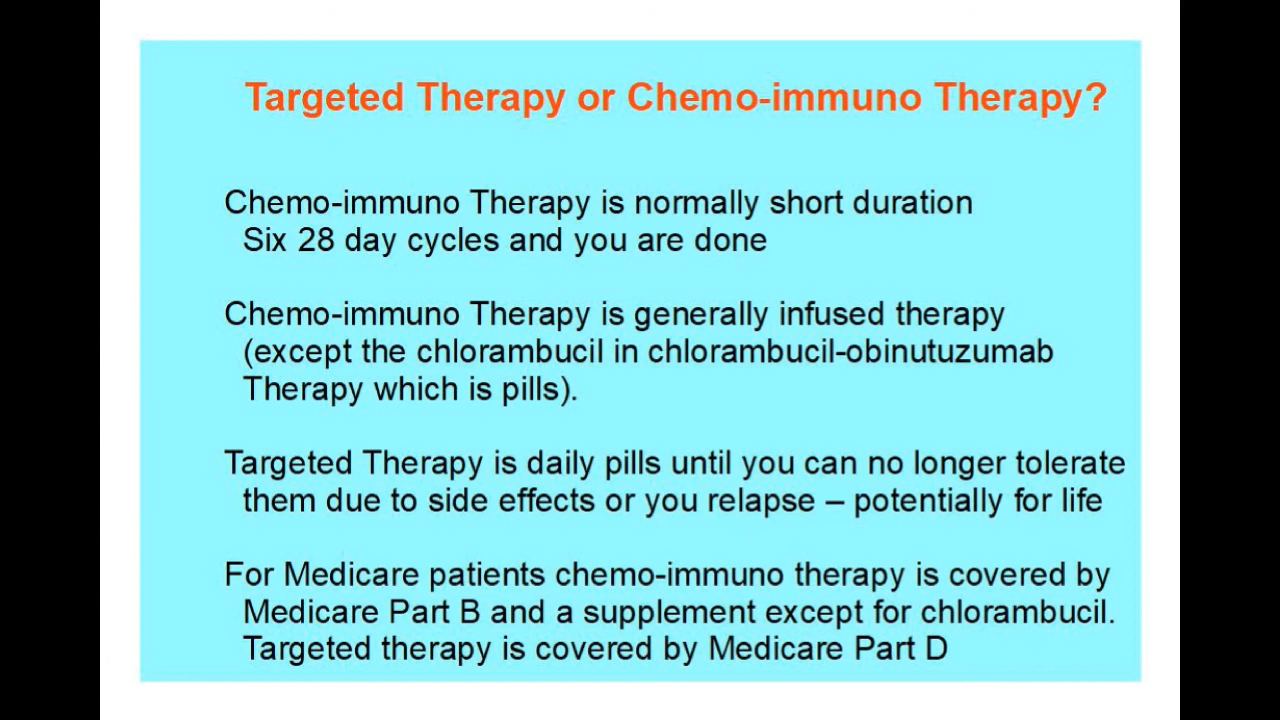 Targeted Therapy or Chemo-immuno Therapy?
Chemo-immuno Therapy is normally short duration
Six 28 day cycles and you are done
Chemo-immuno Therapy is generally infused therapy
(except the chlorambucil in chlorambucil-obinutuzumab
Therapy which is pills).
Targeted Therapy is daily pills until you can no longer tolerate
them due to side effects or you relapse – potentially for life
For Medicare patients chemo-immuno therapy is covered by
Medicare Part B and a supplement except for chlorambucil.
Targeted therapy is covered by Medicare Part D